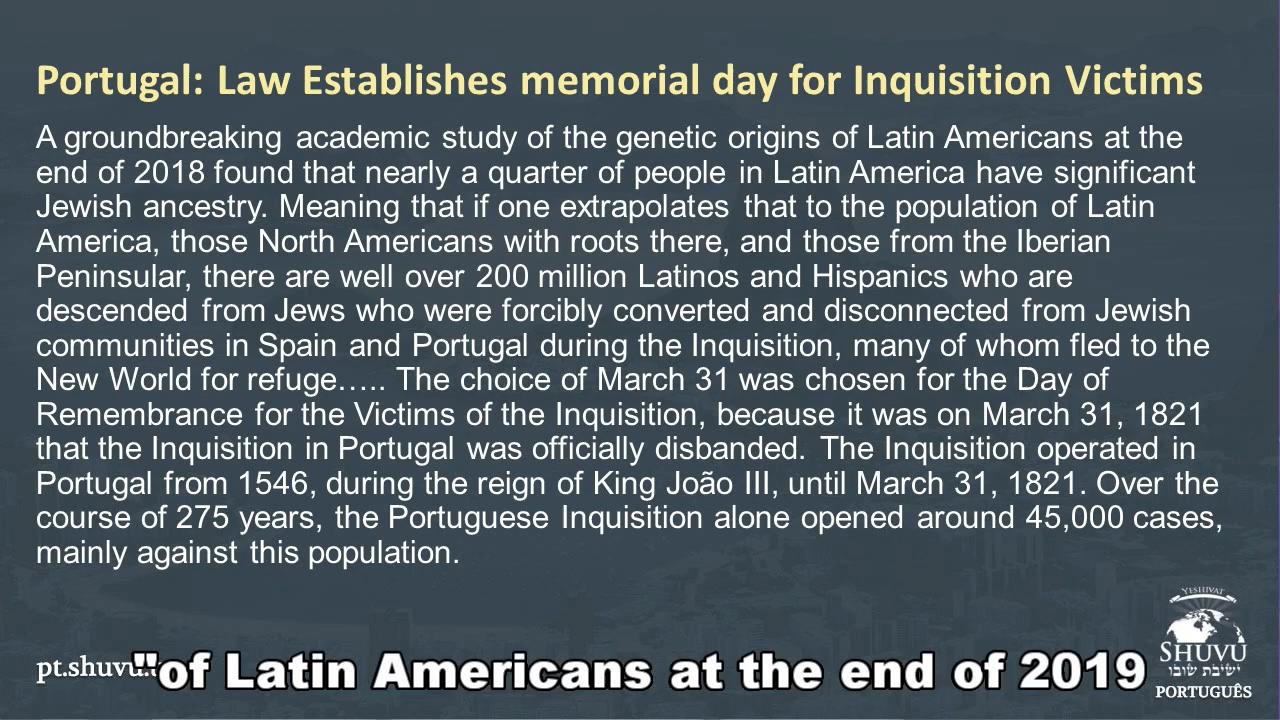 Portugal: Law Establishes memorial day for Inquisition Victims
A groundbreaking academic study of the genetic origins of Latin Americans at the
end of 2018 found that nearly a quarter of people in Latin America have significant
Jewish ancestry. Meaning that if one extrapolates that to the population of Latin
America, those North Americans with roots there, and those from the Iberian
Peninsular, there are well over 200 million Latinos and Hispanics who are
descended from Jews who were forcibly converted and disconnected from Jewish
communities in Spain and Portugal during the Inquisition, many of whom fled to the
New World for refuge….. The choice of March 31 was chosen for the Day of
Remembrance for the Victims of the Inquisition, because it was on March 31, 1821
that the Inquisition in Portugal was officially disbanded. The Inquisition operated in
Portugal from 1546, during the reign of King João III, until March 31, 1821. Over the
course of 275 years, the Portuguese Inquisition alone opened around 45,000 cases,
mainly against this population.
YESHIVAT
SHUVU
ישיבת שובו
PORTUGUÊS
pt.shuvu.
"of Latin Americans at the end of 2019